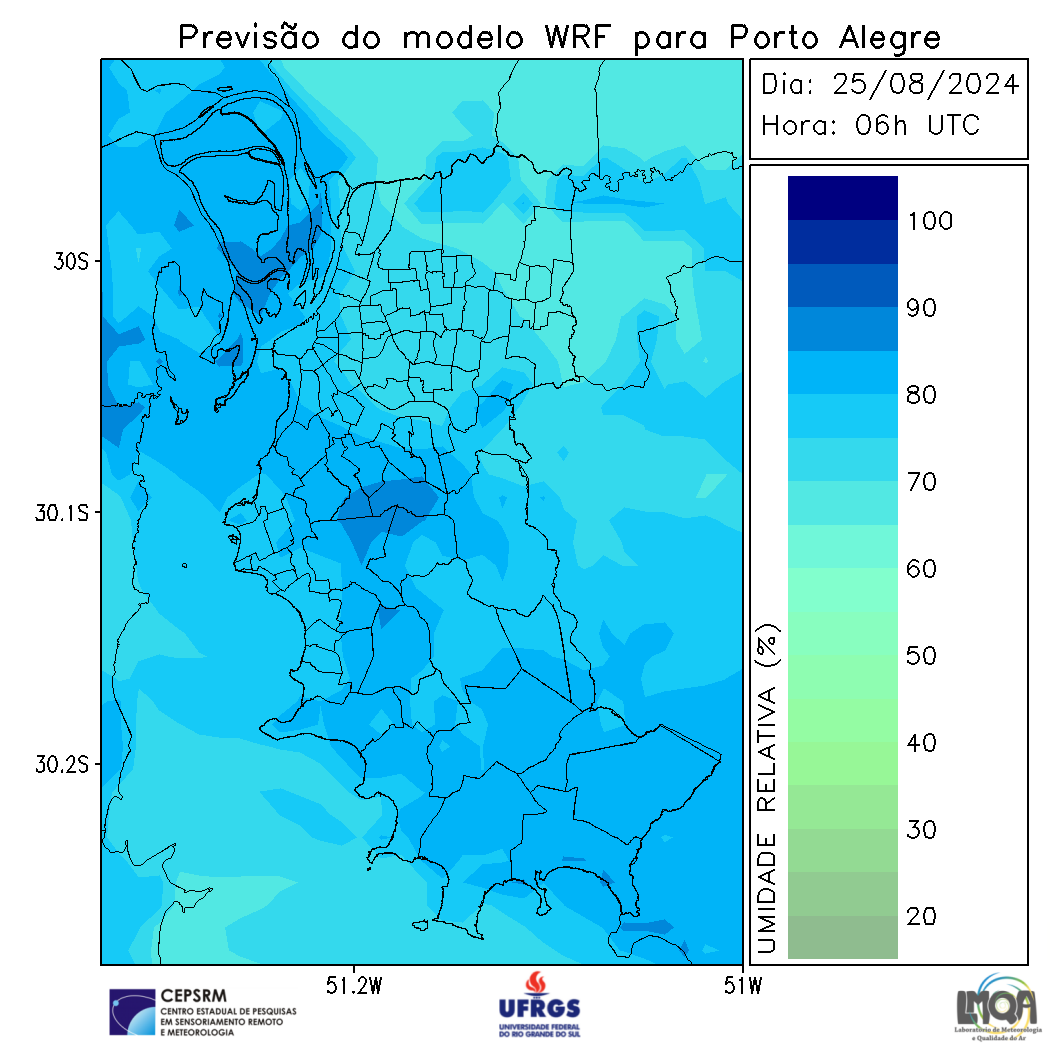 Previsão do modelo WRF para Porto Alegre
Dia: 25/08/2024
Hora: 06h UTC
30S
30.1S
30.2S
51.2W
51W
UMIDADE RELATIVA (%)
100
90
80
70
60
50
40
30
20
CEPSRM
CENTRO ESTADUAL DE PESQUISAS
EM SENSORIAMENTO REMOTO
E METEOROLOGIA
UFRGS
UNIVERSIDADE FEDERAL
DO RIO GRANDE DO SUL
LMQA
Laboratório de Meteorologia
e Qualidade do Ar